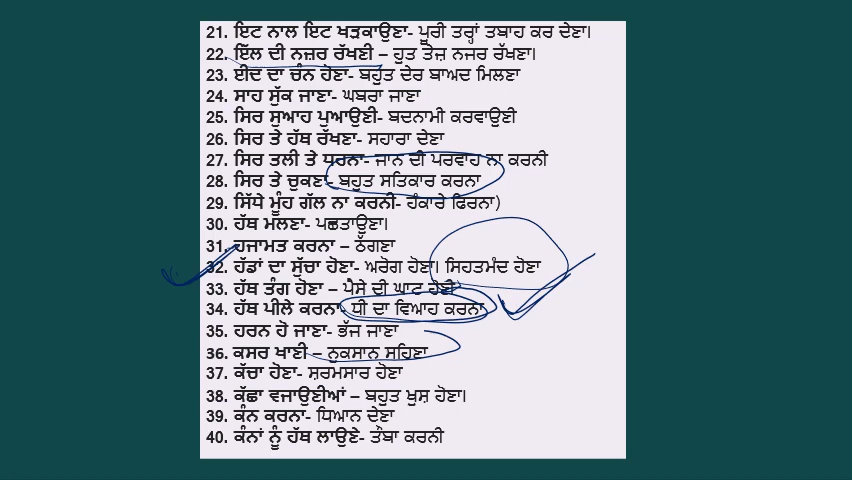 21. ਇਟ ਨਾਲ ਇਟ ਖੜਕਾਉਣਾ- ਪੂਰੀ ਤਰ੍ਹਾਂ ਤਬਾਹ ਕਰ ਦੇਣਾ।
22. ਇੱਲ ਦੀ ਨਜ਼ਰ ਰੱਖਣੀ – ਹੁਤ ਤੇਜ਼ ਨਜਰ ਰੱਖਣਾ।
23. ਈਦ ਦਾ ਚੰਨ ਹੋਣਾ- ਬਹੁਤ ਦੇਰ ਬਾਅਦ ਮਿਲਣਾ
24. ਸਾਹ ਸੁੱਕ ਜਾਣਾ- ਘਬਰਾ ਜਾਣਾ
25. ਸਿਰ ਸੁਆਹ ਪੁਆਉਣੀ- ਬਦਨਾਮੀ ਕਰਵਾਉਣੀ
26. ਸਿਰ ਤੇ ਹੱਥ ਰੱਖਣਾ- ਸਹਾਰਾ ਦੇਣਾ
27. ਸਿਰ ਤਲੀ ਤੇ ਧਰਨਾ- ਜਾਨ ਦੀ ਪਰਵਾਹ ਨਾ ਕਰਨੀ
28. ਸਿਰ ਤੇ ਚੁਕਣਾ- ਬਹੁਤ ਸਤਿਕਾਰ ਕਰਨਾ
29. ਸਿੱਧੇ ਮੂੰਹ ਗੱਲ ਨਾ ਕਰਨੀ- ਹੰਕਾਰੇ ਫਿਰਨਾ)
30. ਹੱਥ ਮਲਣਾ- ਪਛਤਾਉਣਾ।
31. ਹਜਾਮਤ ਕਰਨਾ – ਠੱਗਣਾ
32. ਹੱਡਾਂ ਦਾ ਸੁੱਚਾ ਹੋਣਾ- ਅਰੋਗ ਹੋਣਾ। ਸਿਹਤਮੰਦ ਹੋਣਾ
33. ਹੱਥ ਤੰਗ ਹੋਣਾ – ਪੈਸੇ ਦੀ ਘਾਟ ਹੋਣੀ
34. ਹੱਥ ਪੀਲੇ ਕਰਨਾ- ਧੀ ਦਾ ਵਿਆਹ ਕਰਨਾ
35. ਹਰਨ ਹੋ ਜਾਣਾ- ਭੱਜ ਜਾਣਾ
36. ਕਸਰ ਖਾਣੀ – ਨੁਕਸਾਨ ਸਹਿਣਾ
37. ਕੱਚਾ ਹੋਣਾ- ਸ਼ਰਮਸਾਰ ਹੋਣਾ
38. ਕੱਛਾ ਵਜਾਉਣੀਆਂ – ਬਹੁਤ ਖੁਸ਼ ਹੋਣਾ।
39. ਕੰਨ ਕਰਨਾ- ਧਿਆਨ ਦੇਣਾ
40. ਕੰਨਾਂ ਨੂੰ ਹੱਥ ਲਾਉਣੇ- ਤੌਬਾ ਕਰਨੀ